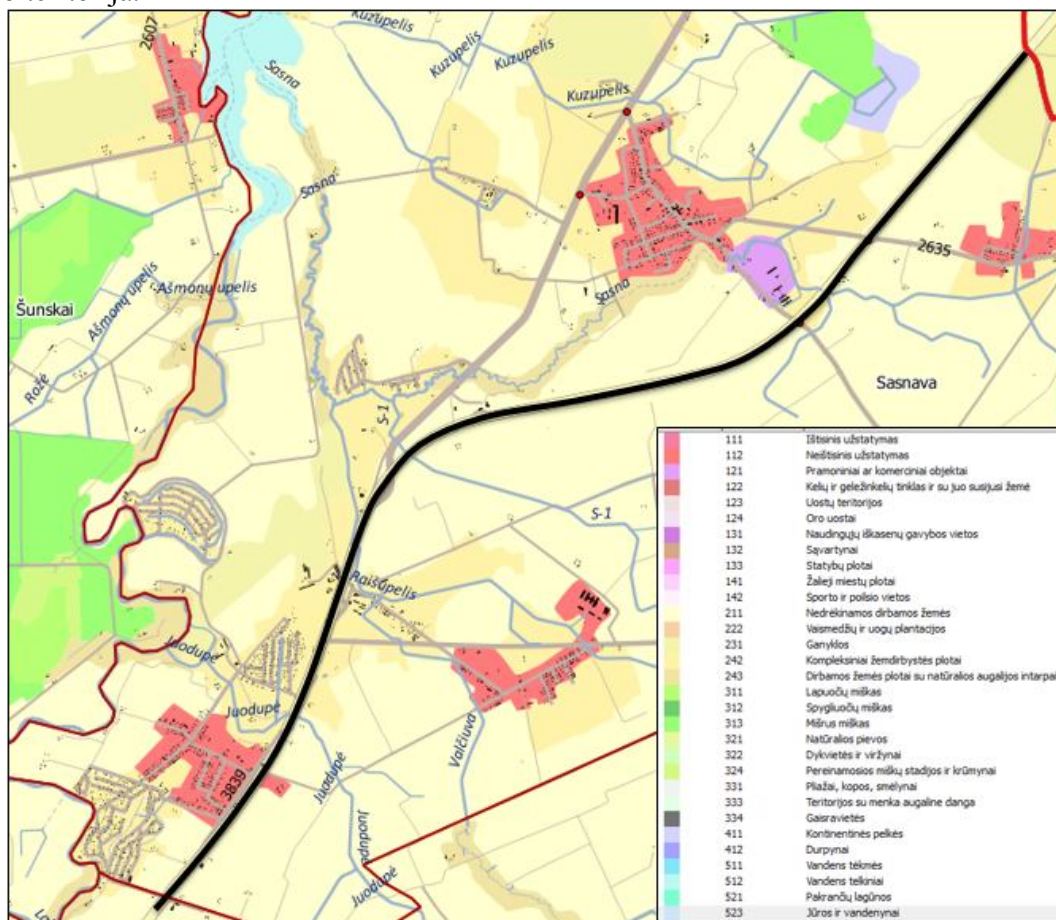 2607
Kuzupelis
Kuzupelis
Kuzupelis
Sasna
Kuzupelis
Sasna
2635
Sasna
Ašmonų upelis
Ašmonų upelis
Šunskai
Rožė
Sasnava
S-1
S-1
Raišupelis
Juodupė
Juodupė
Valčiuva
3839
Juodupė
Juodupė
Juodupė
111 Ištisinis užstatymas
112 Neištisinis užstatymas
121 Pramoniniai ar komerciniai objektai
122 Kelių ir geležinkelių tinklas ir su juo susijusi žemė
123 Uostų teritorijos
124 Oro uostai
131 Naudingųjų iškasenų gavybos vietos
132 Sąvartynai
133 Statybų plotai
141 Žalieji miestų plotai
142 Sporto ir poilsio vietos
211 Nedrėkinamos dirbamos žemės
222 Vaismedžių ir uogų plantacijos
231 Ganyklos
242 Kompleksiniai žemdirbystės plotai
243 Dirbamos žemės plotai su natūralios augalijos intarpai
311 Lapuočių miškas
312 Spygliuočių miškas
313 Mišrus miškas
321 Natūralios pievos
322 Dykvietės ir viržynai
324 Pereinamosios miškų stadijos ir krūmynai
331 Pliažai, kopos, smėlynai
333 Teritorijos su menka augaline danga
334 Gaisravietės
411 Kontinentinės pelkės
412 Durpynai
511 Vandens tėkmės
512 Vandens telkiniai
521 Pakrančių lagūnos
523 Jūros ir vandenynai